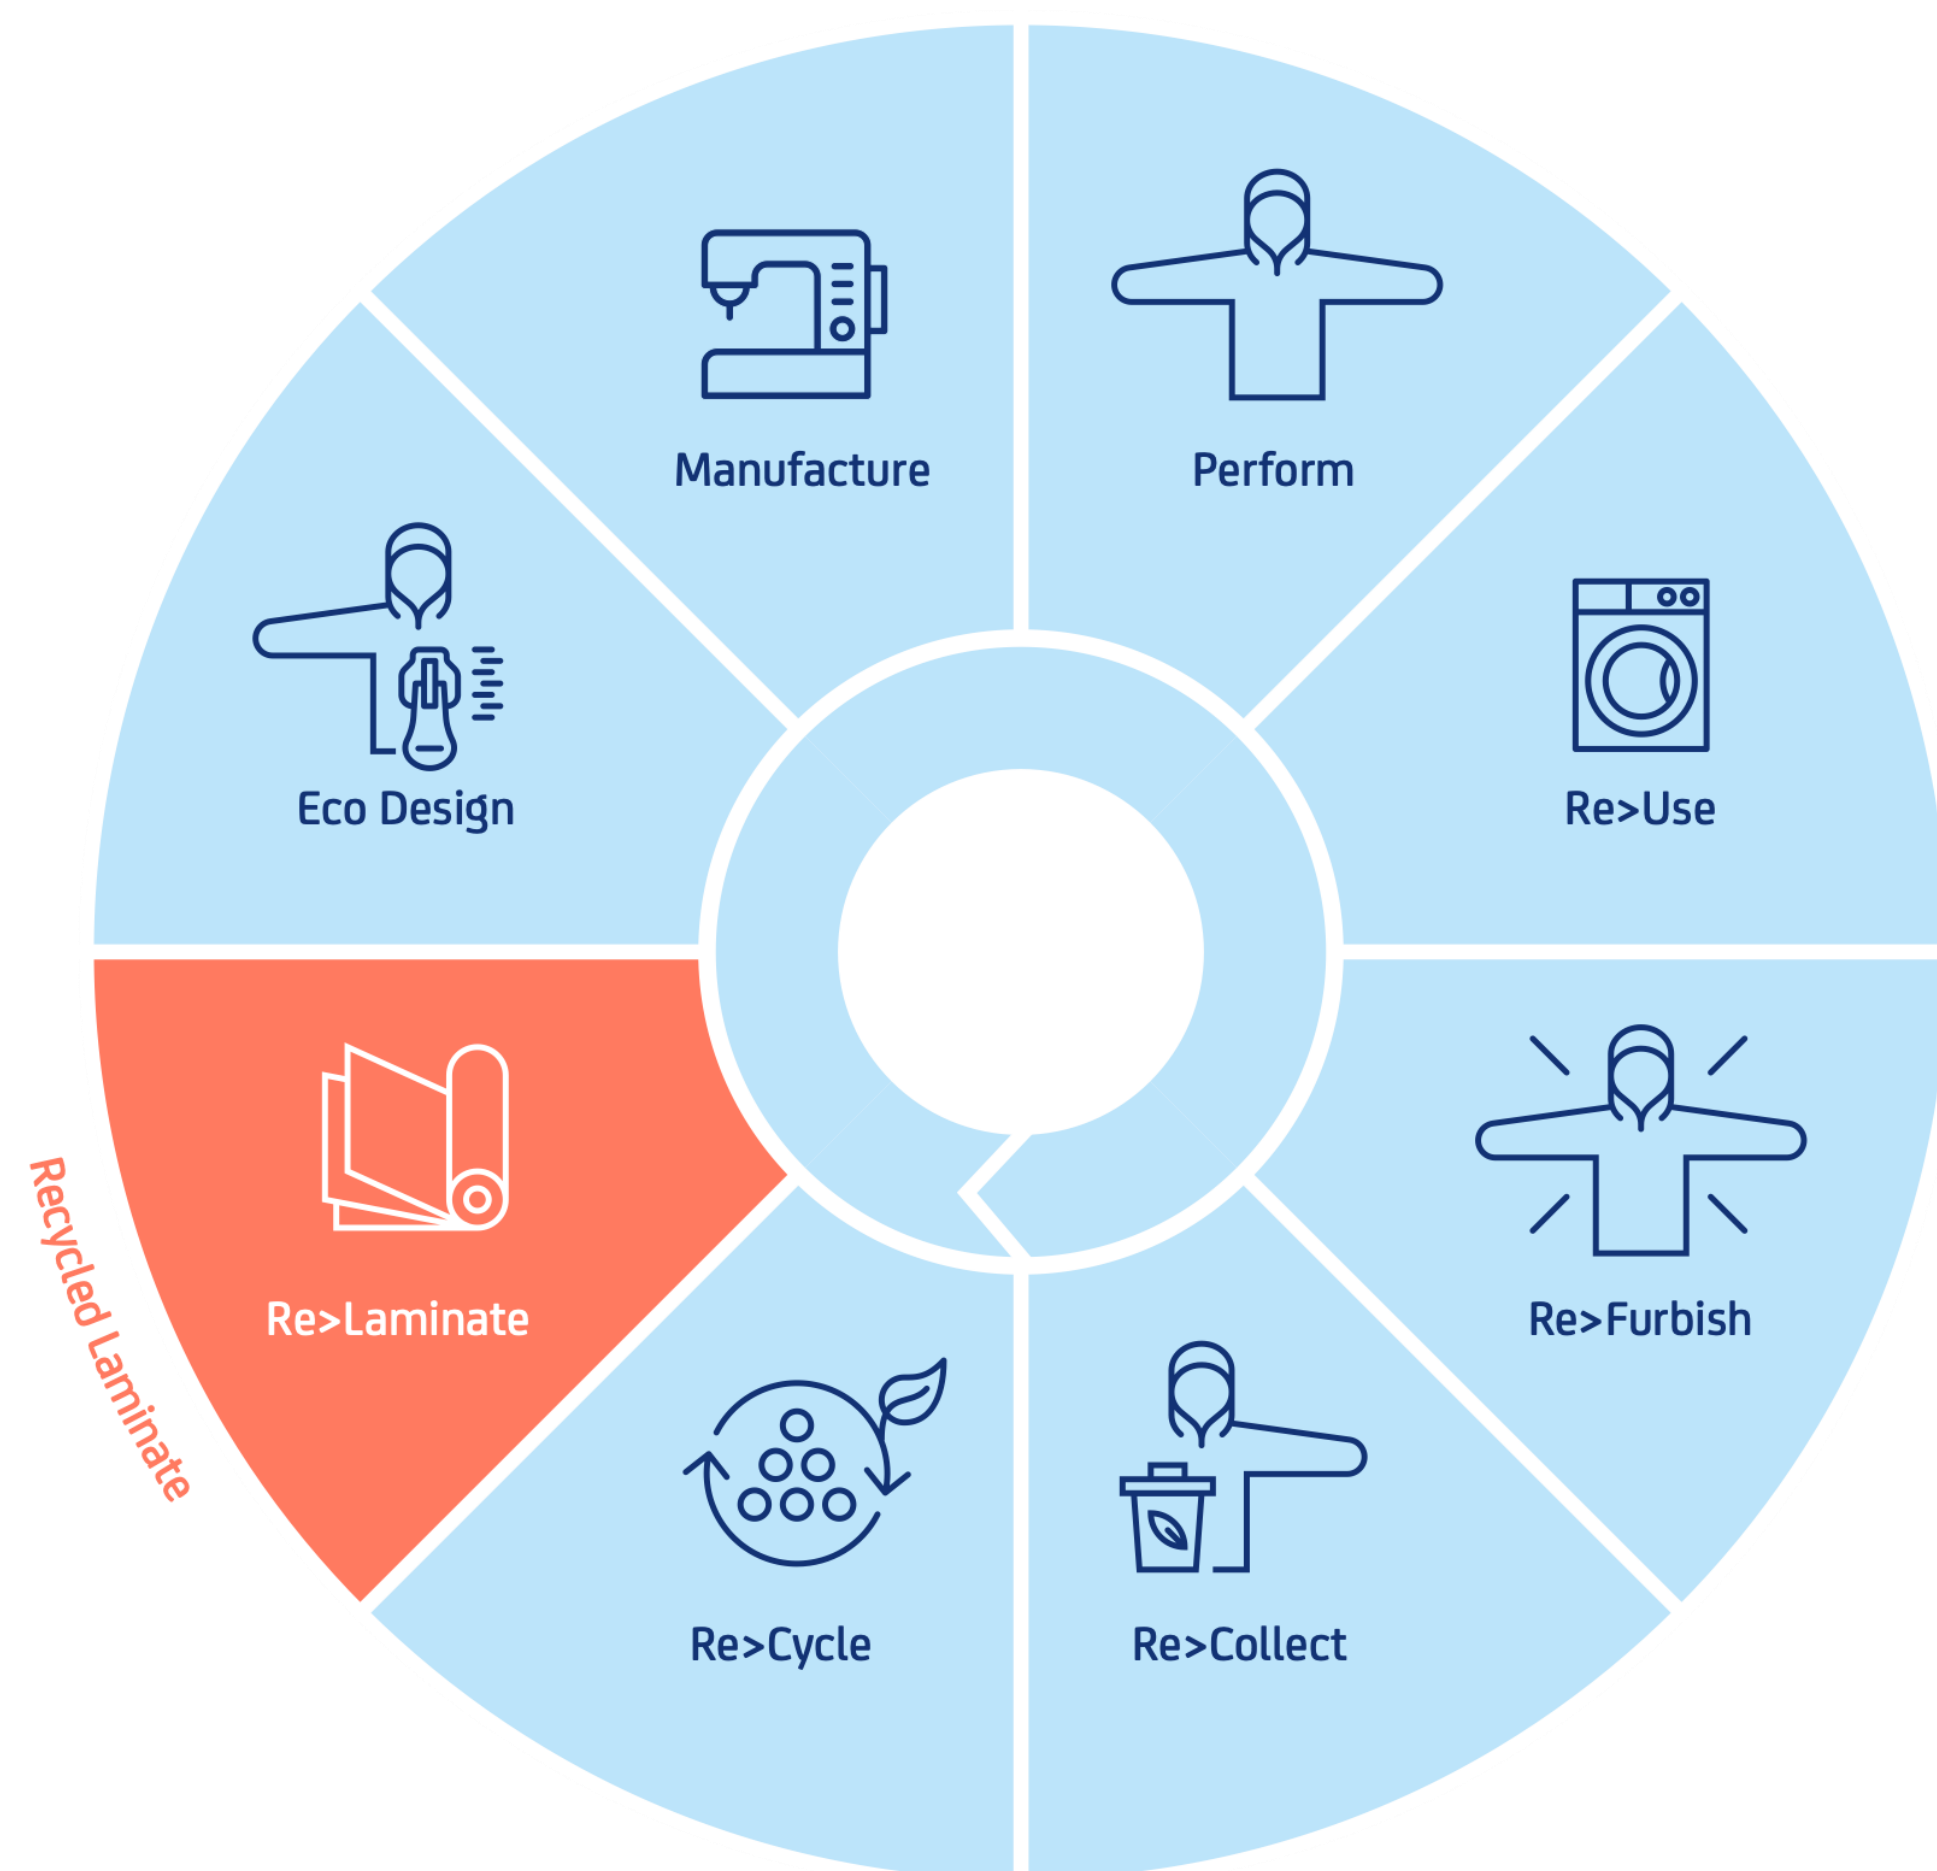 Manufacture
Perform
Eco Design
Re>Use
Re>Laminate
Re>Furbish
Recycled Laminate
Re>Cycle
Re>Collect